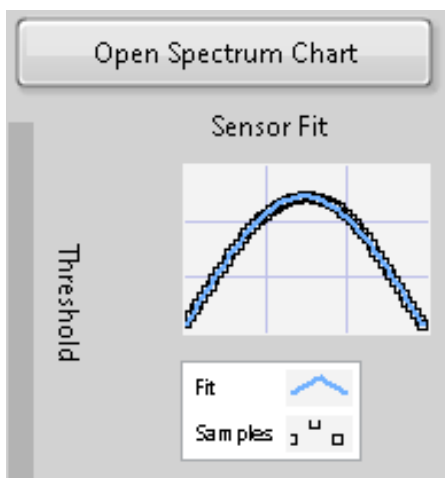 Open Spectrum Chart
Sensor Fit
Threshold
Fit
Samples